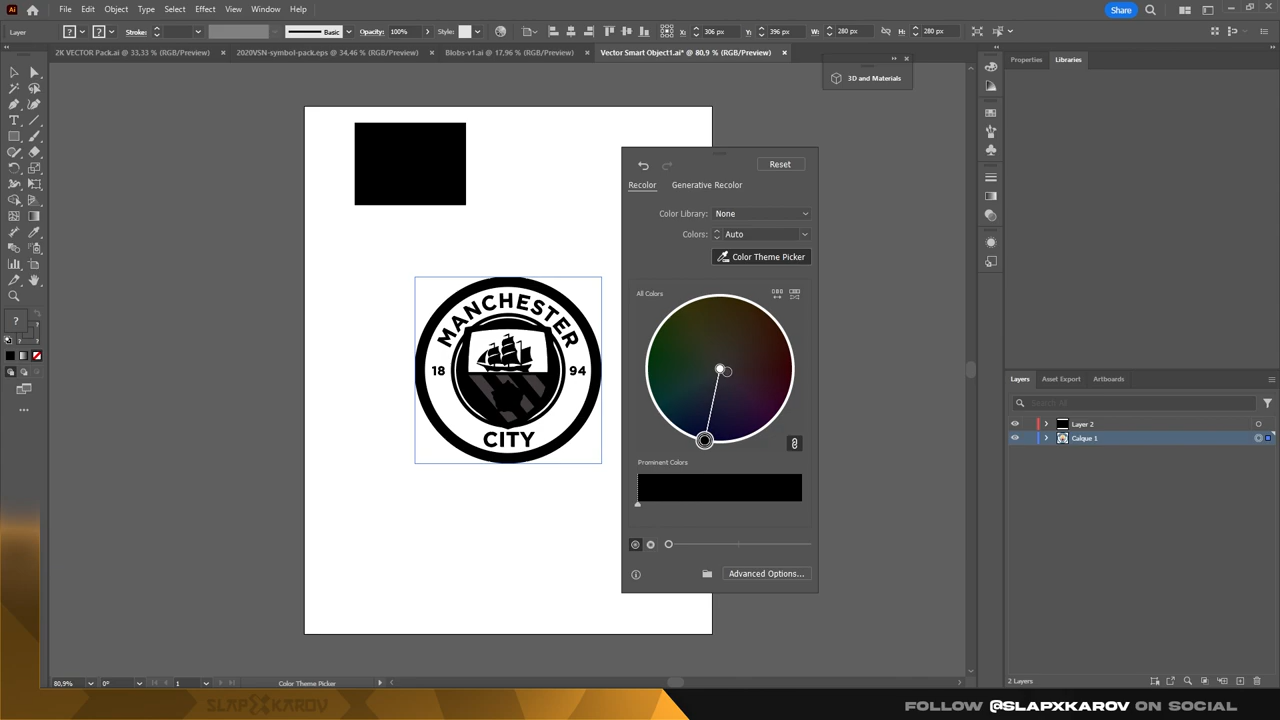 Ai File Edit Object Type Select Effect View Window Help Share
Layer Stroke: Basic Opacity: 100% Style: X: 306 px Y: 396 px W: 280 px H: 280 px
2K VECTOR Pack.ai @ 33,33 % (RGB/Preview) × 2020VSN-symbol-pack.eps @ 34,46 % (RGB/Preview) × Blobs-v1.ai @ 17,96 % (RGB/Preview) × Vector Smart Object1.ai* @ 80,9 % (RGB/Preview) ×
Properties Libraries
3D and Materials
Reset
Recolor Generative Recolor
Color Library: None
Colors: Auto
Color Theme Picker
All Colors
MANCHESTER
18 94
CITY
Prominent Colors
Advanced Options...
Layers Asset Export Artboards
Search All
Layer 2
Calque 1
2 Layers
80,9% 0° 1 Color Theme Picker
SLAPXKAROV
FOLLOW @SLAPXKAROV ON SOCIAL